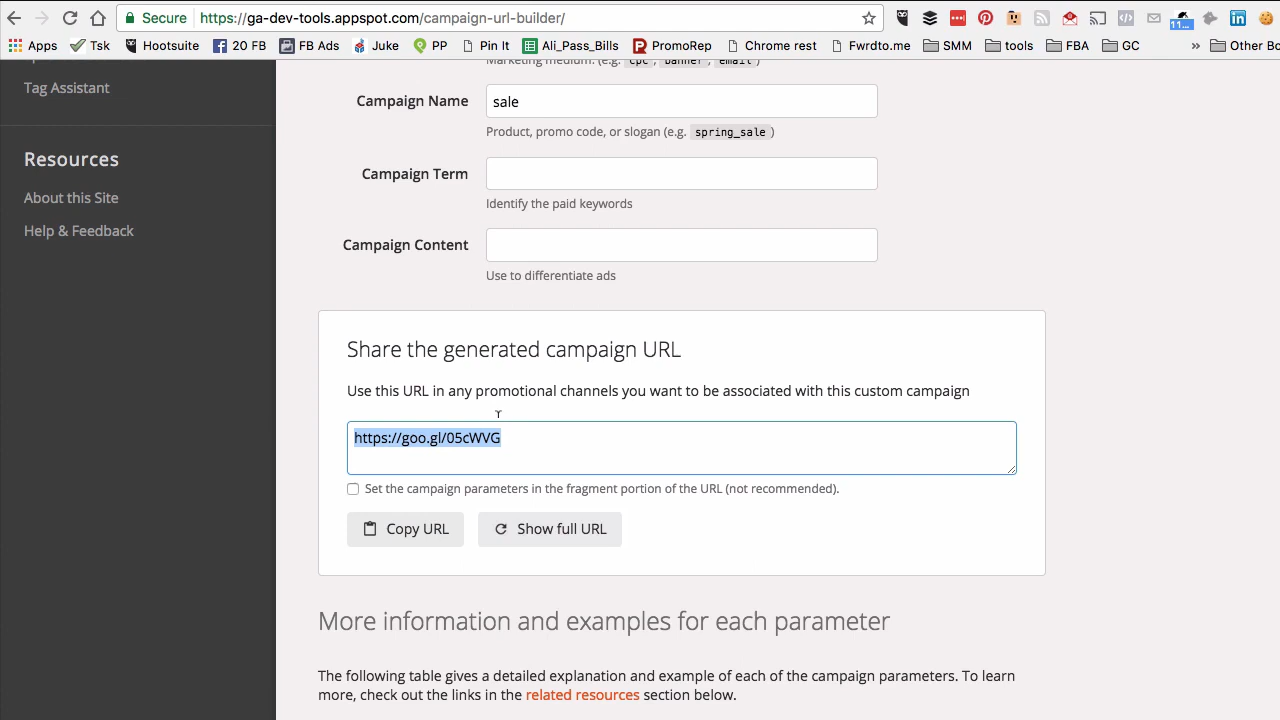 Secure https://ga-dev-tools.appspot.com/campaign-url-builder/
11...
Apps Tsk Hootsuite 20 FB FB Ads Juke PP Pin It Ali_Pass_Bills PromoRep Chrome rest Fwrdto.me SMM tools FBA GC » Other Bo
Marketing medium: (e.g. cpc, banner, email)
Tag Assistant
Campaign Name sale
Product, promo code, or slogan (e.g. spring_sale )
Resources
Campaign Term
About this Site
Identify the paid keywords
Help & Feedback
Campaign Content
Use to differentiate ads
Share the generated campaign URL
Use this URL in any promotional channels you want to be associated with this custom campaign
https://goo.gl/05cWVG
Set the campaign parameters in the fragment portion of the URL (not recommended).
Copy URL Show full URL
More information and examples for each parameter
The following table gives a detailed explanation and example of each of the campaign parameters. To learn
more, check out the links in the related resources section below.